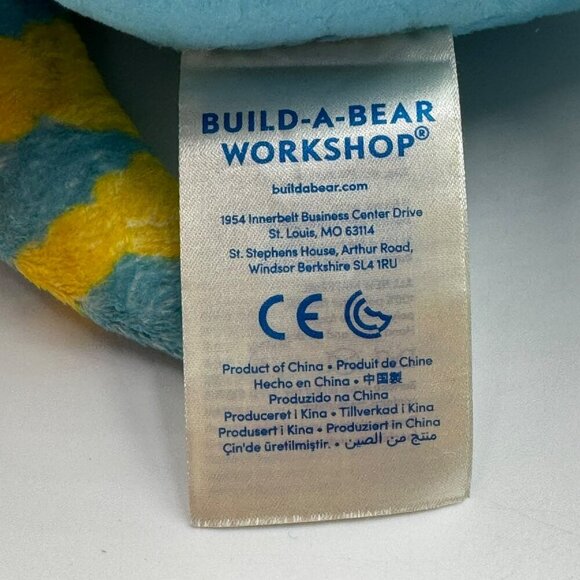 BUILD-A-BEAR
WORKSHOP®
buildabear.com
1954 Innerbelt Business Center Drive
St. Louis, MO 63114
St. Stephens House, Arthur Road,
Windsor Berkshire SL4 1RU
CE
Product of China • Produit de Chine
Hecho en China • 中国製
Produzido na China
Produceret i Kina • Tillverkad i Kina
Produsert i Kina • Produziert in China
Çin'de üretilmiştir. • منتج من الصين